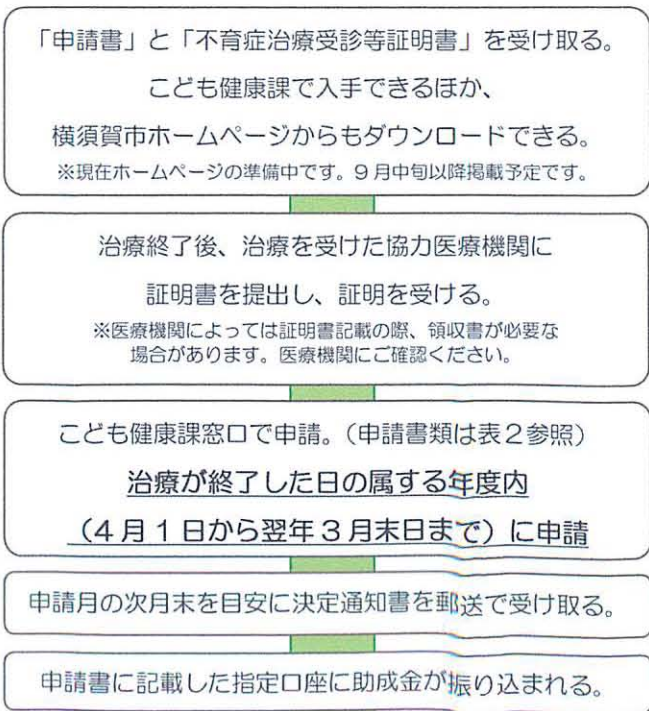 「申請書」と「不育症治療受診等証明書」を受け取る。
こども健康課で入手できるほか、
横須賀市ホームページからもダウンロードできる。
※現在ホームページの準備中です。9月中旬以降掲載予定です。
治療終了後、治療を受けた協力医療機関に
証明書を提出し、証明を受ける。
※医療機関によっては証明書記載の際、領収書が必要な
場合があります。医療機関にご確認ください。
こども健康課窓口で申請。（申請書類は表2参照）
治療が終了した日の属する年度内
（4月1日から翌年3月末日まで）に申請
申請月の次月末を目安に決定通知書を郵送で受け取る。
申請書に記載した指定口座に助成金が振り込まれる。